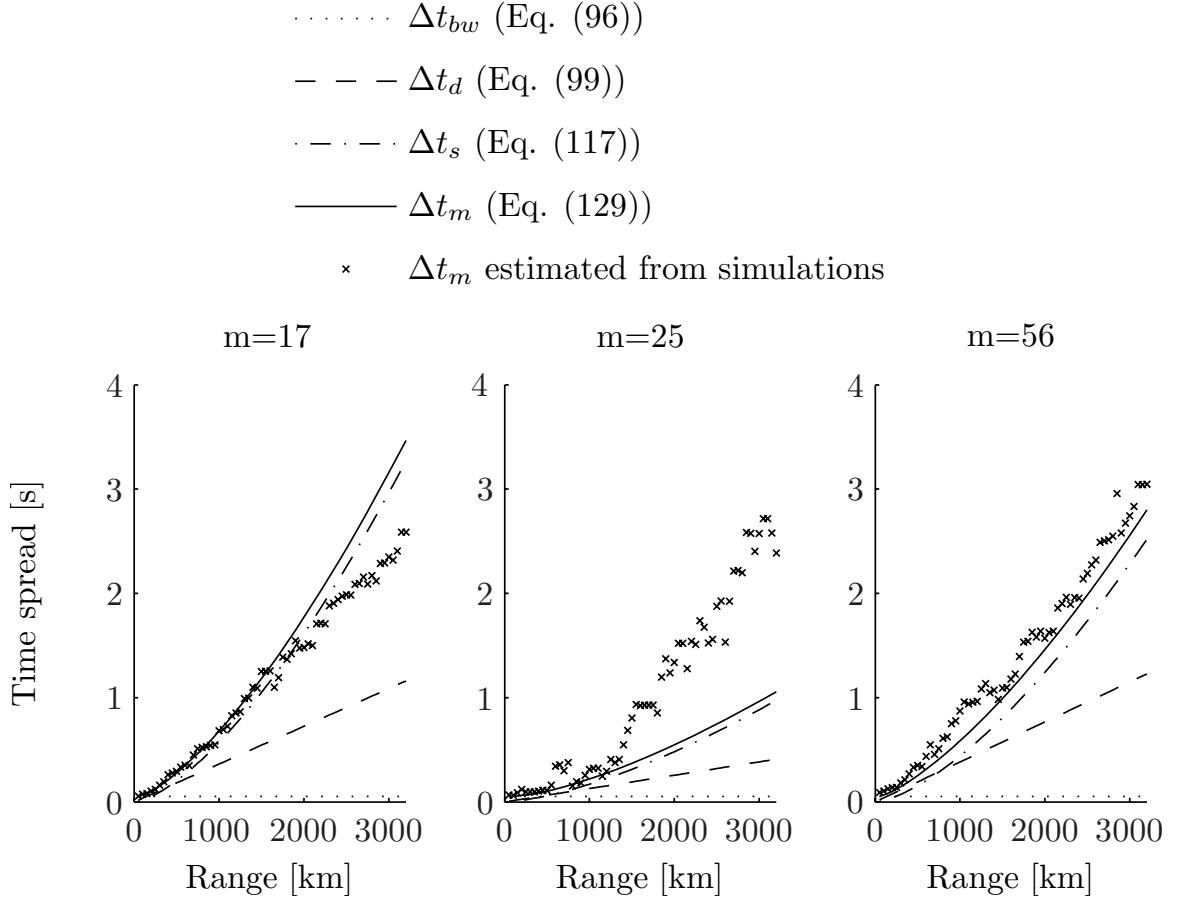 Δt_bw (Eq. (96))
Δt_d (Eq. (99))
Δt_s (Eq. (117))
Δt_m (Eq. (129))
Δt_m estimated from simulations
m=17
m=25
m=56
Time spread [s]
4
3
2
1
0
0 1000 2000 3000
Range [km]
4
3
2
1
0
0 1000 2000 3000
Range [km]
4
3
2
1
0
0 1000 2000 3000
Range [km]